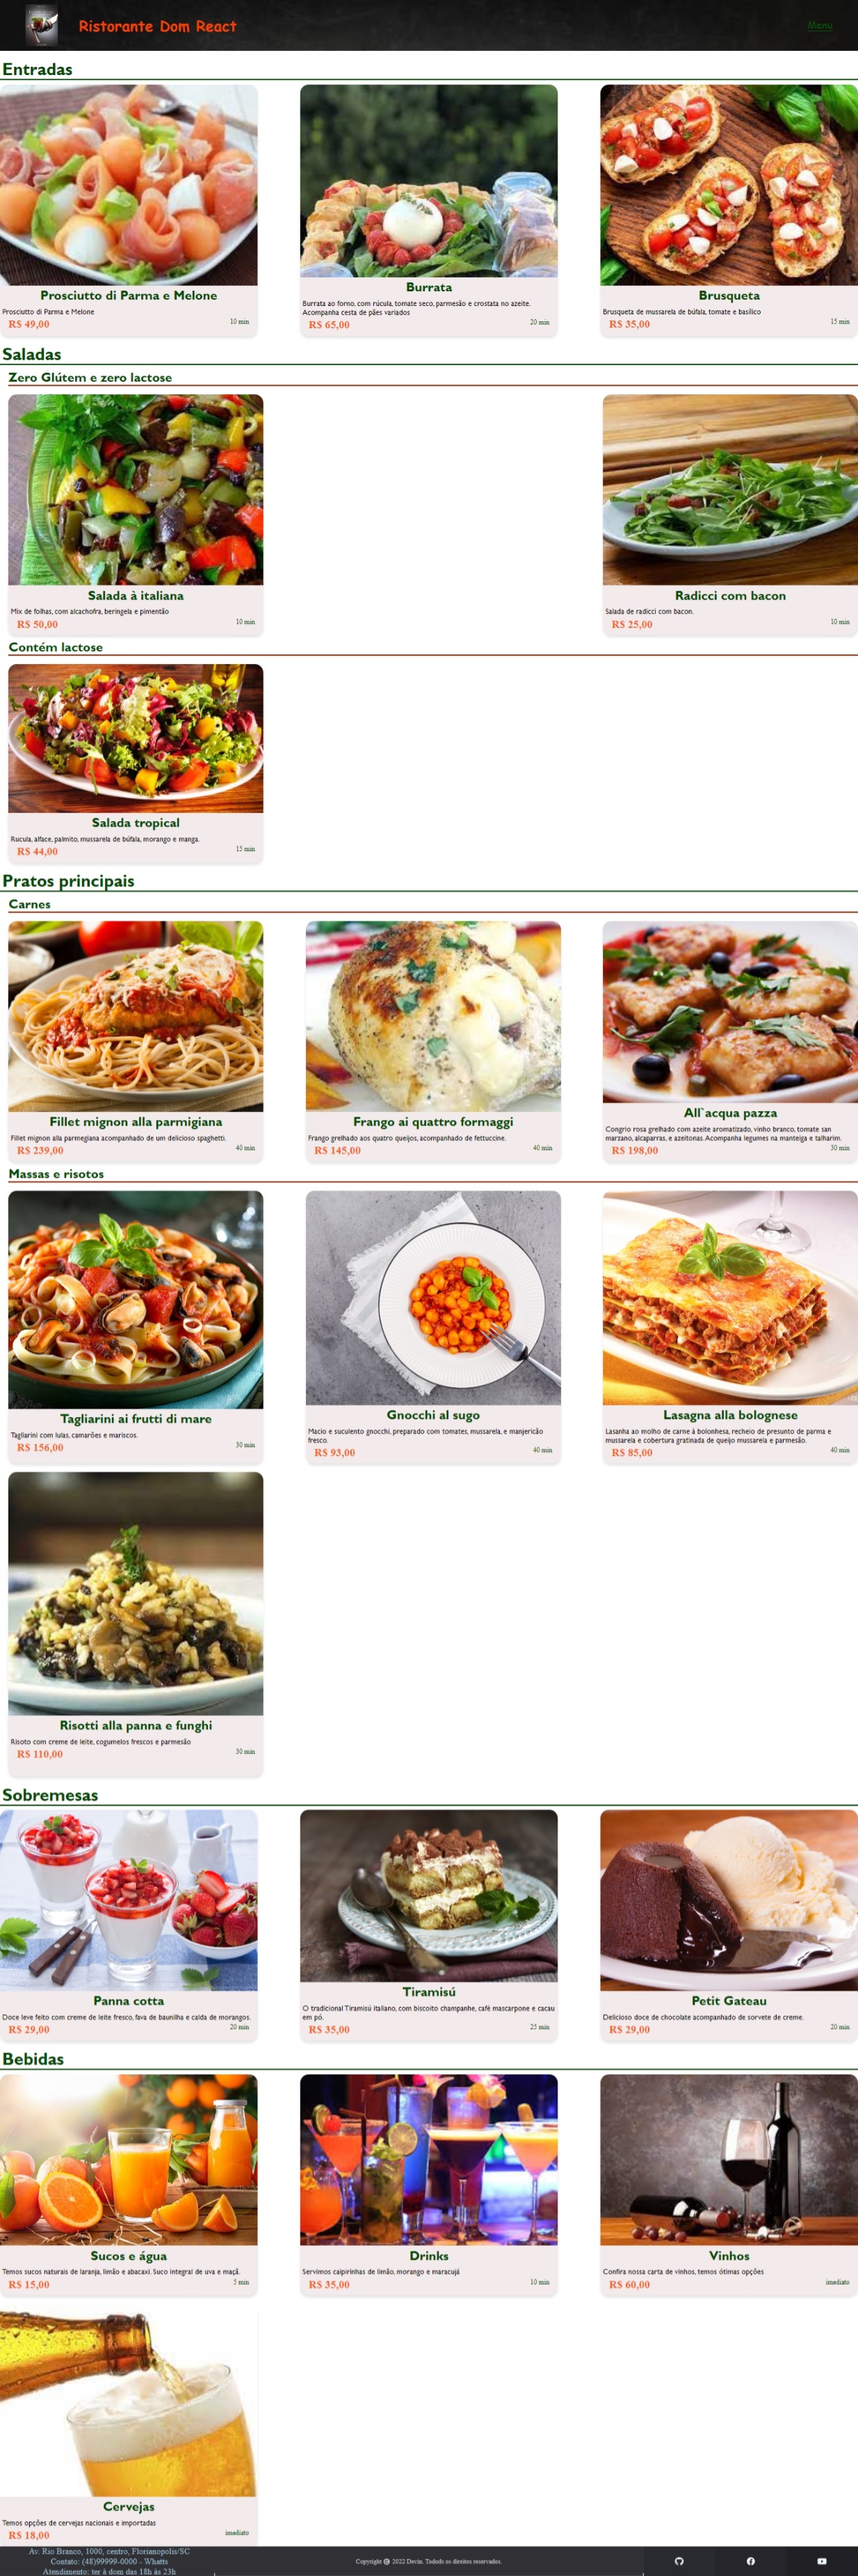 Ristorante Dom React
Menu
Entradas
Prosciutto di Parma e Melone
Prosciutto di Parma e Melone
R$ 49,00
10 min
Burrata
Burrata ao forno, com rúcula, tomate seco, parmesão e crostata no azeite.
Acompanha cesta de pães variados
R$ 65,00
20 min
Brusqueta
Brusqueta de mussarela de búfala, tomate e basílico
R$ 35,00
15 min
Saladas
Zero Glútem e zero lactose
Salada à italiana
Mix de folhas, com alcachofra, beringela e pimentão
R$ 50,00
10 min
Radicci com bacon
Salada de radicci com bacon.
R$ 25,00
10 min
Contém lactose
Salada tropical
Rucula, alface, palmito, mussarela de búfala, morango e manga.
R$ 44,00
15 min
Pratos principais
Carnes
Fillet mignon alla parmigiana
Fillet mignon alla parmegiana acompanhado de um delicioso spaghetti.
R$ 239,00
40 min
Frango ai quattro formaggi
Frango grelhado aos quatro queijos, acompanhado de fettuccine.
R$ 145,00
40 min
All`acqua pazza
Congrio rosa grelhado com azeite aromatizado, vinho branco, tomate san
marzano, alcaparras, e azeitonas. Acompanha legumes na manteiga e talharim.
R$ 198,00
30 min
Massas e risotos
Tagliarini ai frutti di mare
Tagliarini com lulas, camarões e mariscos.
R$ 156,00
30 min
Gnocchi al sugo
Macio e suculento gnocchi, preparado com tomates, mussarela, e manjericão
fresco.
R$ 93,00
40 min
Lasagna alla bolognese
Lasanha ao molho de carne à bolonhesa, recheio de presunto de parma e
mussarela e cobertura gratinada de queijo mussarela e parmesão.
R$ 85,00
40 min
Risotti alla panna e funghi
Risoto com creme de leite, cogumelos frescos e parmesão
R$ 110,00
30 min
Sobremesas
Panna cotta
Doce leve feito com creme de leite fresco, fava de baunilha e calda de morangos.
R$ 29,00
20 min
Tiramisú
O tradicional Tiramisú italiano, com biscoito champanhe, café mascarpone e cacau
em pó.
R$ 35,00
25 min
Petit Gateau
Delicioso doce de chocolate acompanhado de sorvete de creme.
R$ 29,00
20 min
Bebidas
Sucos e água
Temos sucos naturais de laranja, limão e abacaxi. Suco integral de uva e maçã.
R$ 15,00
5 min
Drinks
Servimos caipirinhas de limão, morango e maracujá
R$ 35,00
10 min
Vinhos
Confira nossa carta de vinhos, temos ótimas opções
R$ 60,00
imediato
Cervejas
Temos opções de cervejas nacionais e importadas
R$ 18,00
imediato
Av. Rio Branco, 1000, centro, Florianopolis/SC
Contato: (48)99999-0000 - Whatts
Atendimento: ter à dom das 18h às 23h
Copyright © 2022 Devin. Todods os direitos reservados.